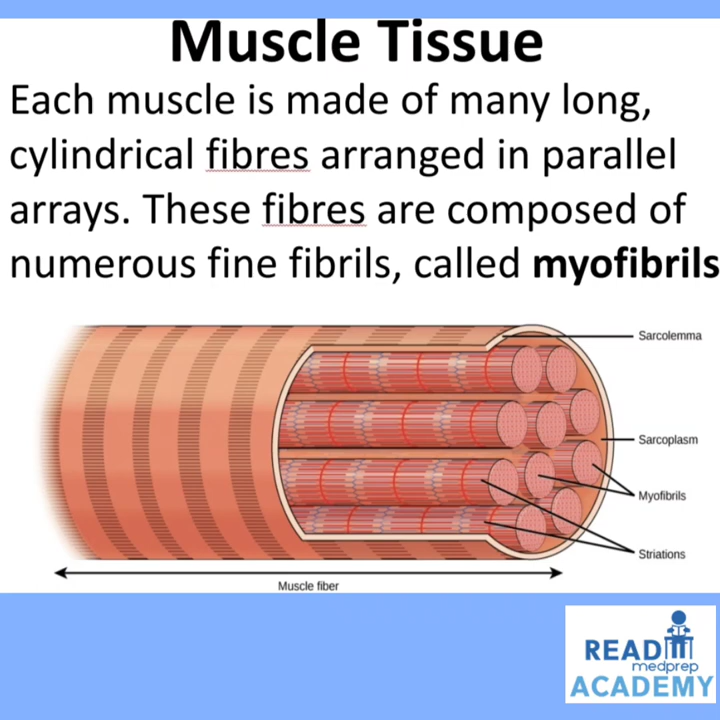 Muscle Tissue
Each muscle is made of many long,
cylindrical fibres arranged in parallel
arrays. These fibres are composed of
numerous fine fibrils, called myofibrils
Sarcolemma
Sarcoplasm
Myofibrils
Striations
Muscle fiber
READ
medprep
ACADEMY